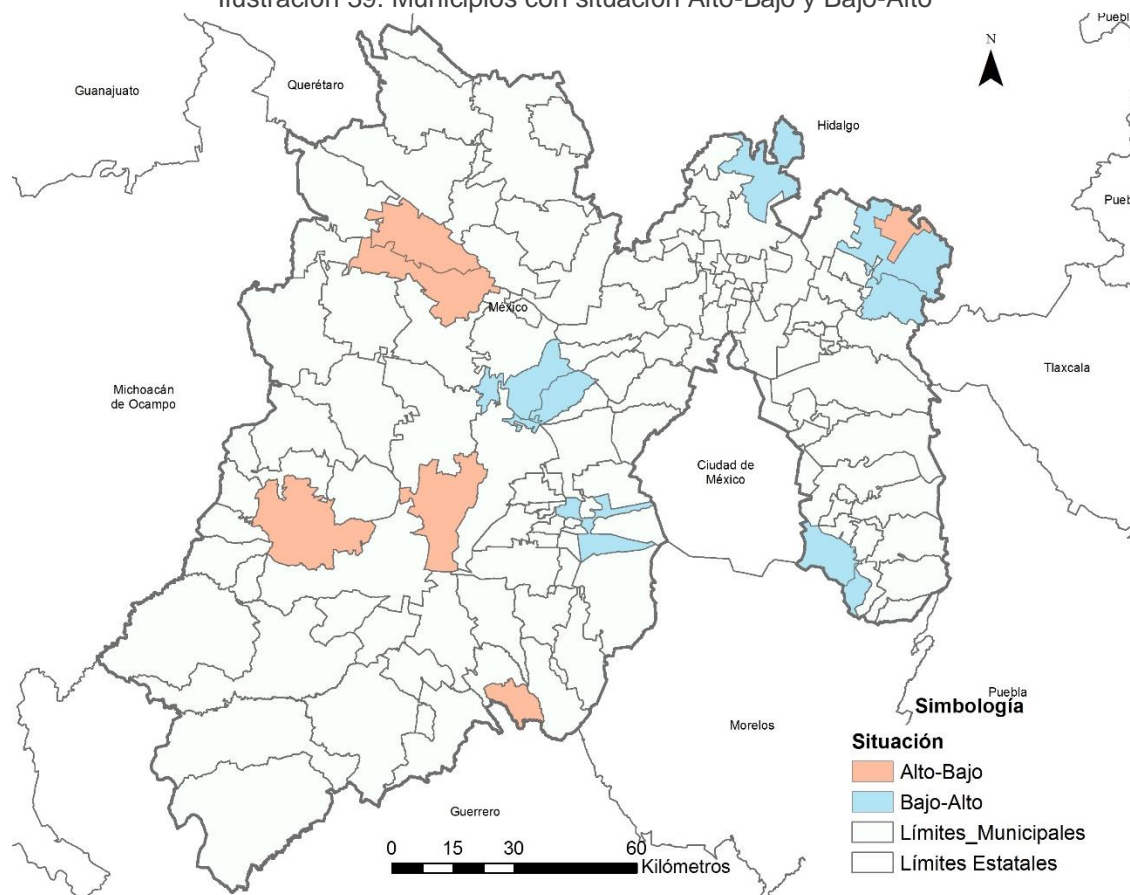 Ilustración 39. Municipios con situación Alto-Bajo y Bajo-Alto
N
Guanajuato
Querétaro
Hidalgo
México
Michoacán
de Ocampo
Tlaxcala
Ciudad de
México
Puebla
Morelos
Guerrero
Simbología
Situación
Alto-Bajo
Bajo-Alto
Límites_Municipales
Límites Estatales
0 15 30 60
Kilómetros